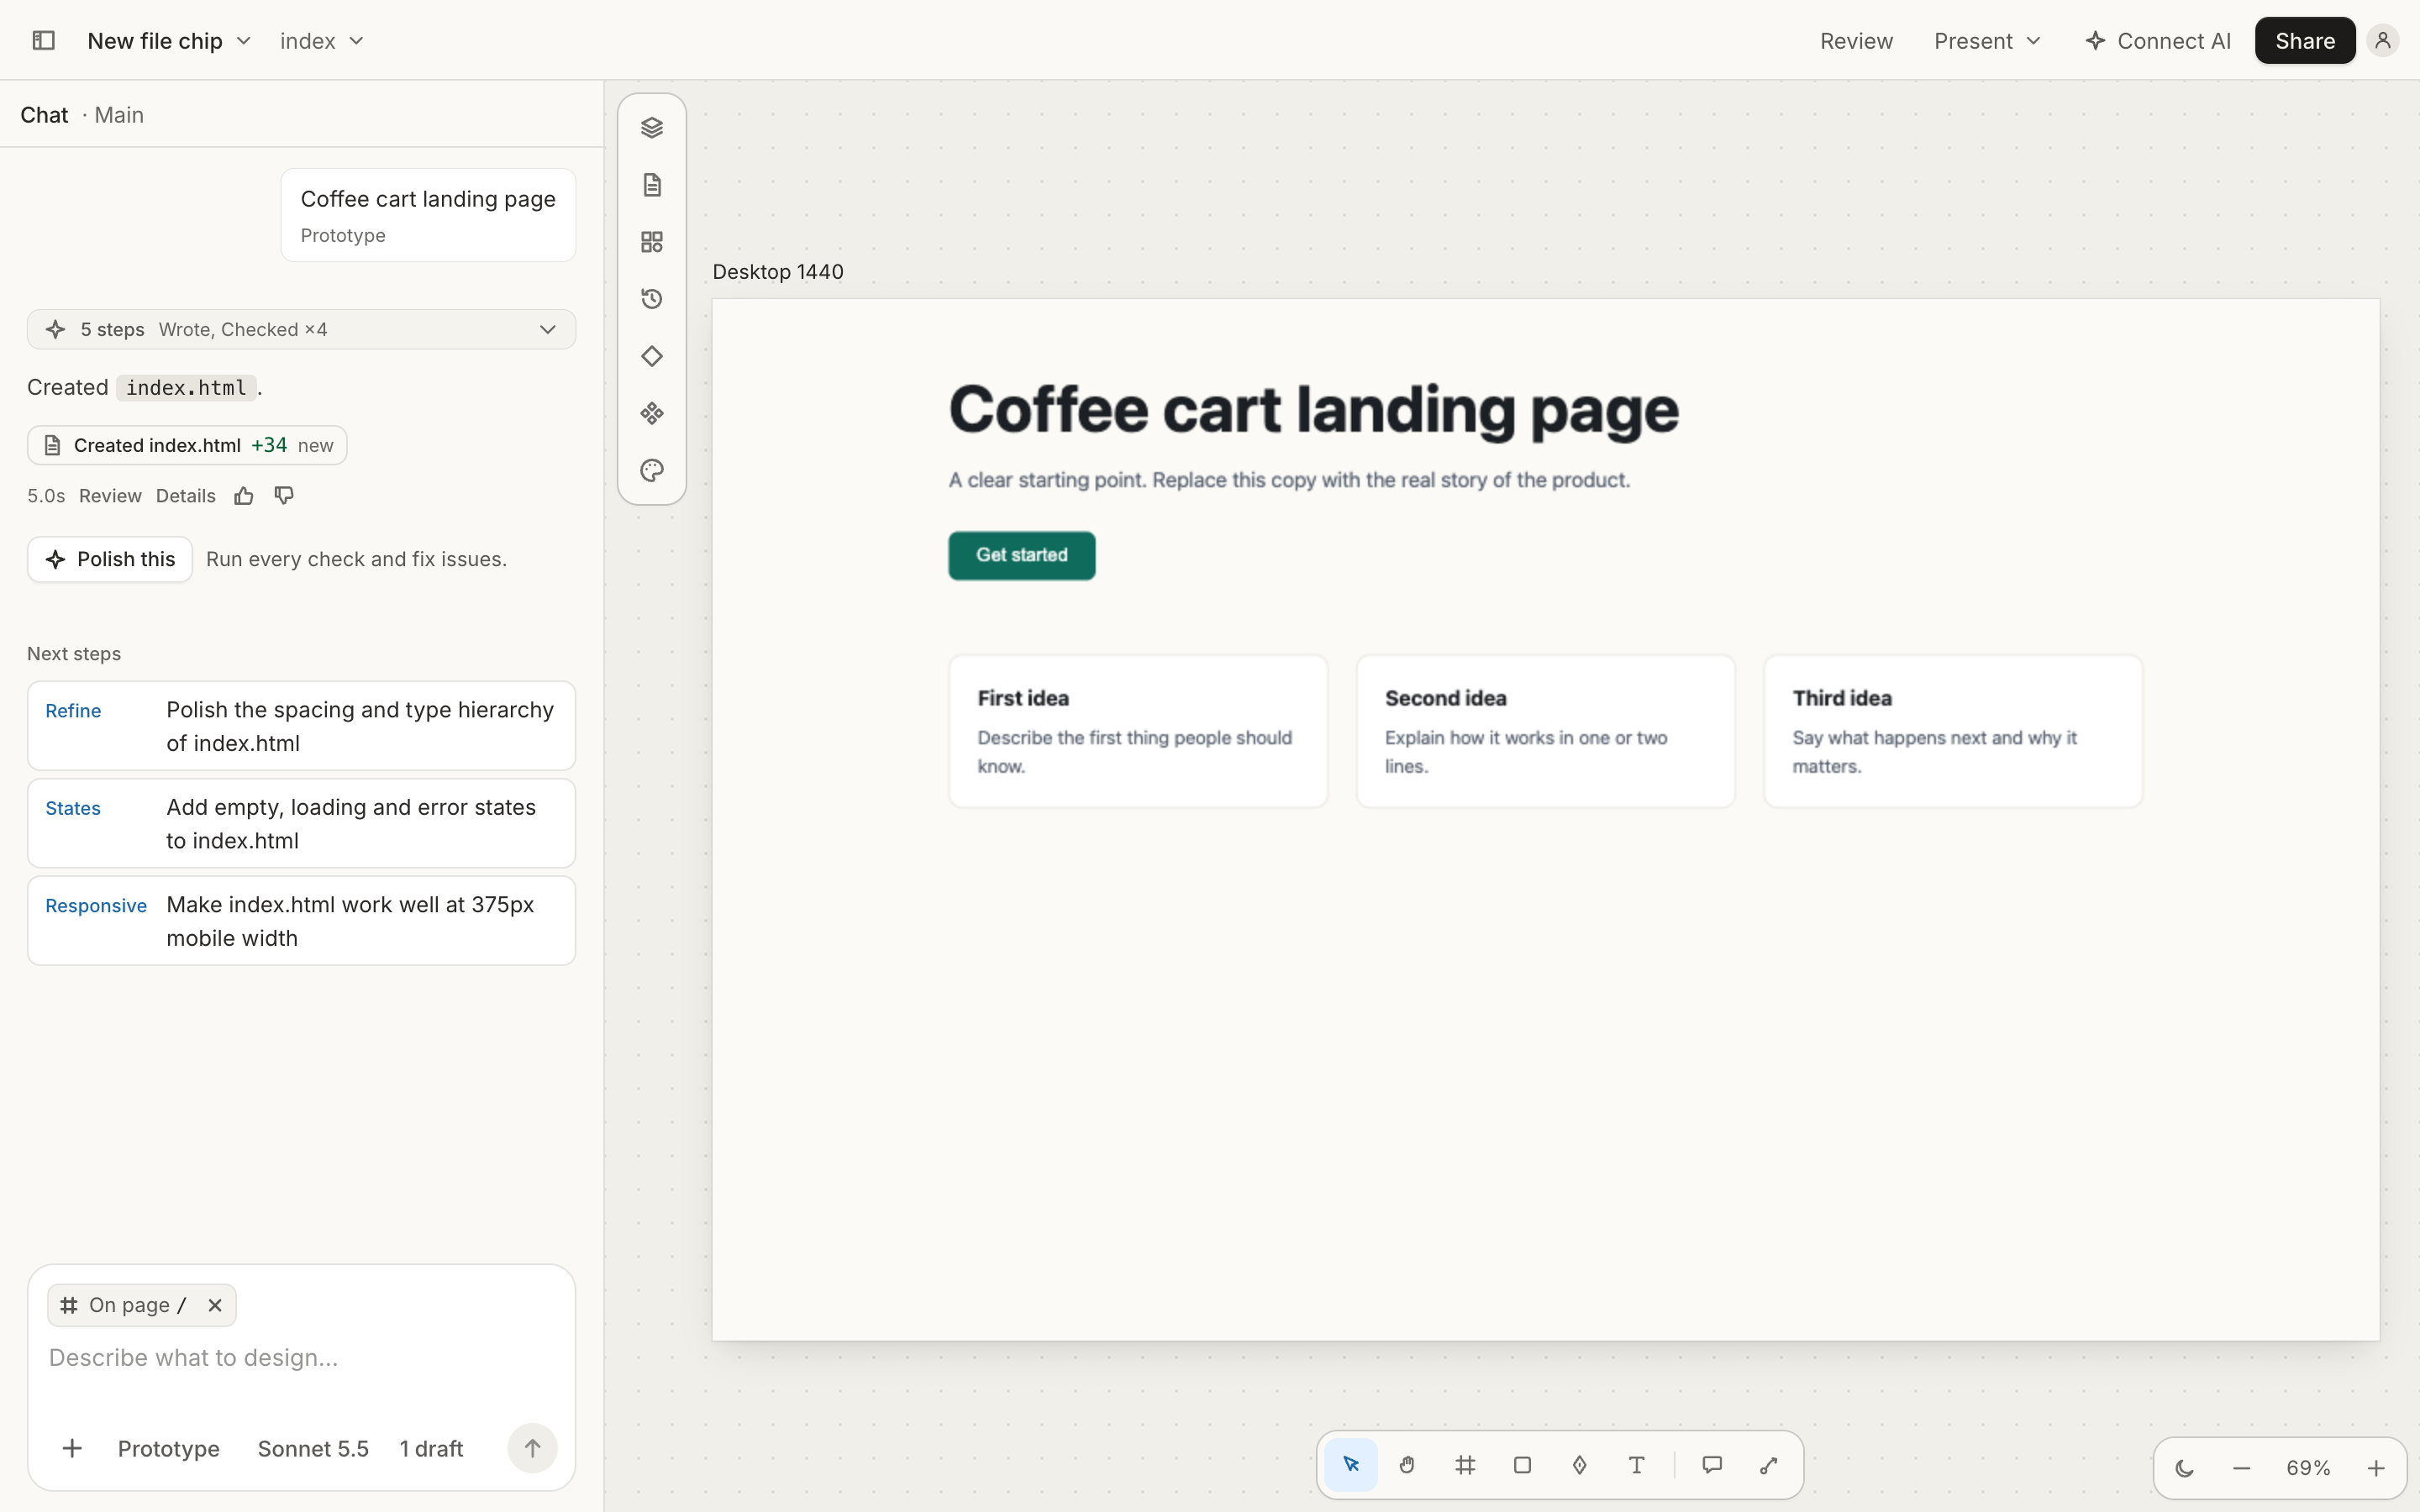 New file chip
index
Review
Present
Connect AI
Share
Chat · Main
Coffee cart landing page
Prototype
5 steps Wrote, Checked ×4
Created index.html.
Created index.html +34 new
5.0s Review Details
Polish this Run every check and fix issues.
Next steps
Refine
Polish the spacing and type hierarchy
of index.html
States
Add empty, loading and error states
to index.html
Responsive
Make index.html work well at 375px
mobile width
On page /
Describe what to design...
Prototype
Sonnet 5.5
1 draft
Desktop 1440
Coffee cart landing page
A clear starting point. Replace this copy with the real story of the product.
Get started
First idea
Describe the first thing people should
know.
Second idea
Explain how it works in one or two
lines.
Third idea
Say what happens next and why it
matters.
69%